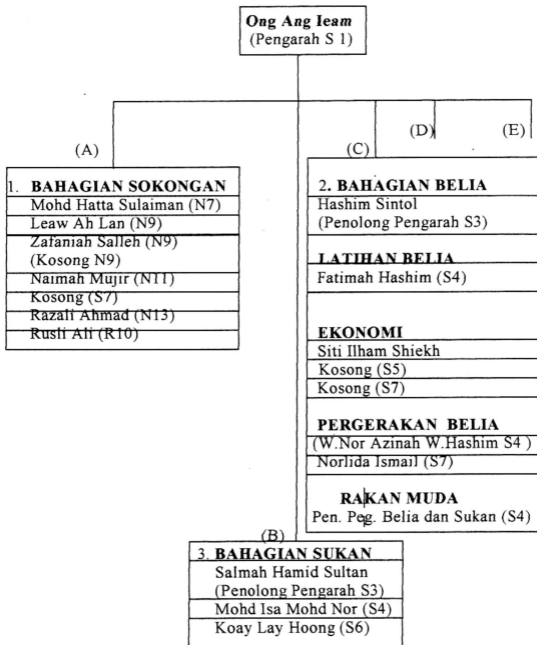 Ong Ang Ieam
(Pengarah S 1)
(A)
(C)
(D)
(E)
1. BAHAGIAN SOKONGAN
Mohd Hatta Sulaiman (N7)
Leaw Ah Lan (N9)
Zafaniah Salleh (N9)
(Kosong N9)
Naimah Mujir (N11)
Kosong (S7)
Razali Ahmad (N13)
Rusli Ali (R10)
2. BAHAGIAN BELIA
Hashim Sintol
(Penolong Pengarah S3)
LATIHAN BELIA
Fatimah Hashim (S4)
EKONOMI
Siti Ilham Shiekh
Kosong (S5)
Kosong (S7)
PERGERAKAN BELIA
(W.Nor Azinah W.Hashim S4 )
Norlida Ismail (S7)
RAKAN MUDA
Pen. Peg. Belia dan Sukan (S4)
(B)
3. BAHAGIAN SUKAN
Salmah Hamid Sultan
(Penolong Pengarah S3)
Mohd Isa Mohd Nor (S4)
Koay Lay Hoong (S6)